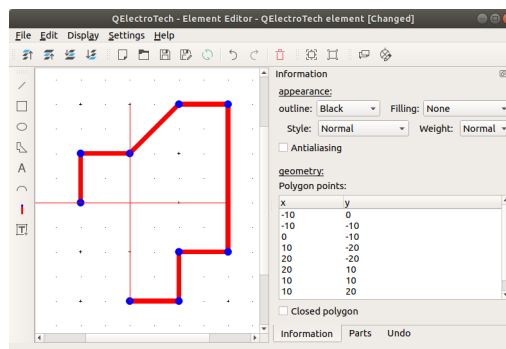 QElectroTech - Element Editor - QElectroTech element [Changed]
File Edit Display Settings Help
Information
appearance:
outline: Black Filling: None
Style: Normal Weight: Normal
Antialiasing
geometry:
Polygon points:
x y
-10 0
-10 -10
0 -10
10 -20
20 -20
20 10
10 10
10 20
Closed polygon
Information Parts Undo
A
T